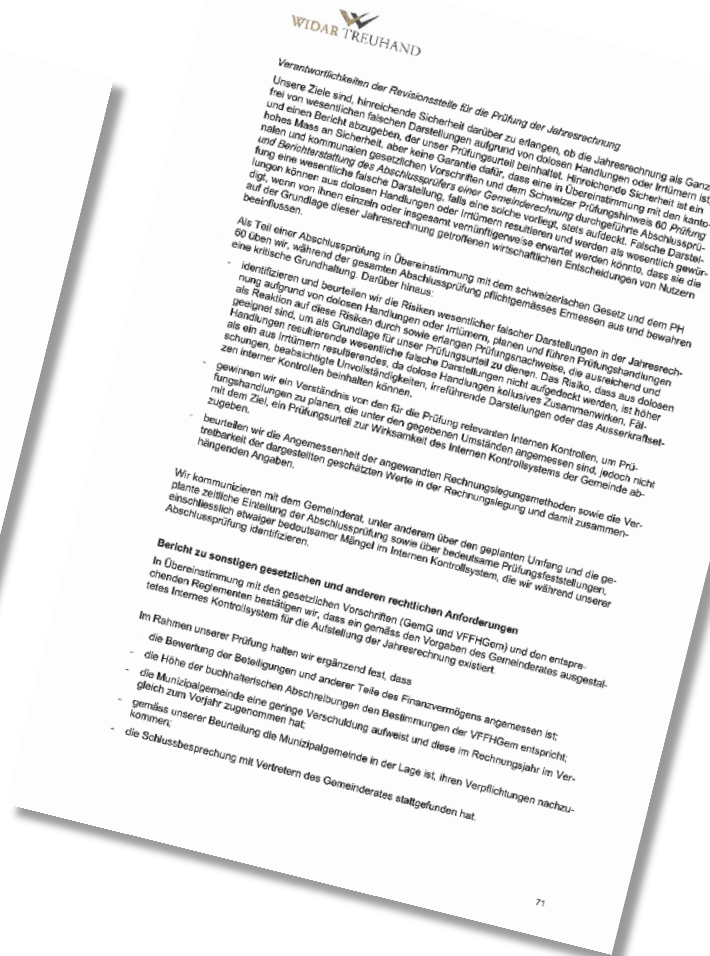 WIDAR TREUHAND
Verantwortlichkeiten der Revisionsstelle für die Prüfung der Jahresrechnung
Unsere Ziele sind, hinreichende Sicherheit darüber zu erlangen, ob die Jahresrechnung als Ganz
frei von wesentlichen falschen Darstellungen aufgrund von dolosen Handlungen oder Irrtümern ist,
und einen Bericht abzugeben, der unser Prüfungsurteil beinhaltet. Hinreichende Sicherheit ist ein
hohes Mass an Sicherheit, aber keine Garantie dafür, dass eine in Übereinstimmung mit den kanto-
nalen und kommunalen gesetzlichen Vorschriften und dem Schweizer Prüfungshinweis 60 Prüfung
und Berichterstattung des Abschlussprüfers einer Gemeinderechnung durchgeführte Abschlussprü-
fung eine wesentliche falsche Darstellung, falls eine solche vorliegt, stets aufdeckt. Falsche Darstel-
lungen können aus dolosen Handlungen oder Irrtümern resultieren und werden als wesentlich gewür-
digt, wenn von ihnen einzeln oder insgesamt vernünftigerweise erwartet werden könnte, dass sie die
auf der Grundlage dieser Jahresrechnung getroffenen wirtschaftlichen Entscheidungen von Nutzern
beeinflussen.
Als Teil einer Abschlussprüfung in Übereinstimmung mit dem schweizerischen Gesetz und dem PH
60 üben wir, während der gesamten Abschlussprüfung pflichtgemässes Ermessen aus und bewahren
eine kritische Grundhaltung. Darüber hinaus:
- identifizieren und beurteilen wir die Risiken wesentlicher falscher Darstellungen in der Jahresrech-
nung aufgrund von dolosen Handlungen oder Irrtümern, planen und führen Prüfungshandlungen
als Reaktion auf diese Risiken durch sowie erlangen Prüfungsnachweise, die ausreichend und
geeignet sind, um als Grundlage für unser Prüfungsurteil zu dienen. Das Risiko, dass aus dolosen
Handlungen resultierende wesentliche falsche Darstellungen nicht aufgedeckt werden, ist höher
als ein aus Irrtümern resultierendes, da dolose Handlungen kollusives Zusammenwirken, Fäl-
schungen, beabsichtigte Unvollständigkeiten, irreführende Darstellungen oder das Ausserkraftset-
zen interner Kontrollen beinhalten können.
- gewinnen wir ein Verständnis von den für die Prüfung relevanten Internen Kontrollen, um Prü-
fungshandlungen zu planen, die unter den gegebenen Umständen angemessen sind, jedoch nicht
mit dem Ziel, ein Prüfungsurteil zur Wirksamkeit des Internen Kontrollsystems der Gemeinde ab-
zugeben.
- beurteilen wir die Angemessenheit der angewandten Rechnungslegungsmethoden sowie die Ver-
tretbarkeit der dargestellten geschätzten Werte in der Rechnungslegung und damit zusammen-
hängenden Angaben.
Wir kommunizieren mit dem Gemeinderat, unter anderem über den geplanten Umfang und die ge-
plante zeitliche Einteilung der Abschlussprüfung sowie über bedeutsame Prüfungsfeststellungen,
einschliesslich etwaiger bedeutsamer Mängel im Internen Kontrollsystem, die wir während unserer
Abschlussprüfung identifizieren.
Bericht zu sonstigen gesetzlichen und anderen rechtlichen Anforderungen
In Übereinstimmung mit den gesetzlichen Vorschriften (GemG und VFFHGem) und den entspre-
chenden Reglementen bestätigen wir, dass ein gemäss den Vorgaben des Gemeinderates ausgestal-
tetes Internes Kontrollsystem für die Aufstellung der Jahresrechnung existiert.
Im Rahmen unserer Prüfung halten wir ergänzend fest, dass
- die Bewertung der Beteiligungen und anderer Teile des Finanzvermögens angemessen ist;
- die Höhe der buchhalterischen Abschreibungen den Bestimmungen der VFFHGem entspricht;
- die Munizipalgemeinde eine geringe Verschuldung aufweist und diese im Rechnungsjahr im Ver-
gleich zum Vorjahr zugenommen hat;
- gemäss unserer Beurteilung die Munizipalgemeinde in der Lage ist, ihren Verpflichtungen nachzu-
kommen;
- die Schlussbesprechung mit Vertretern des Gemeinderates stattgefunden hat.
71